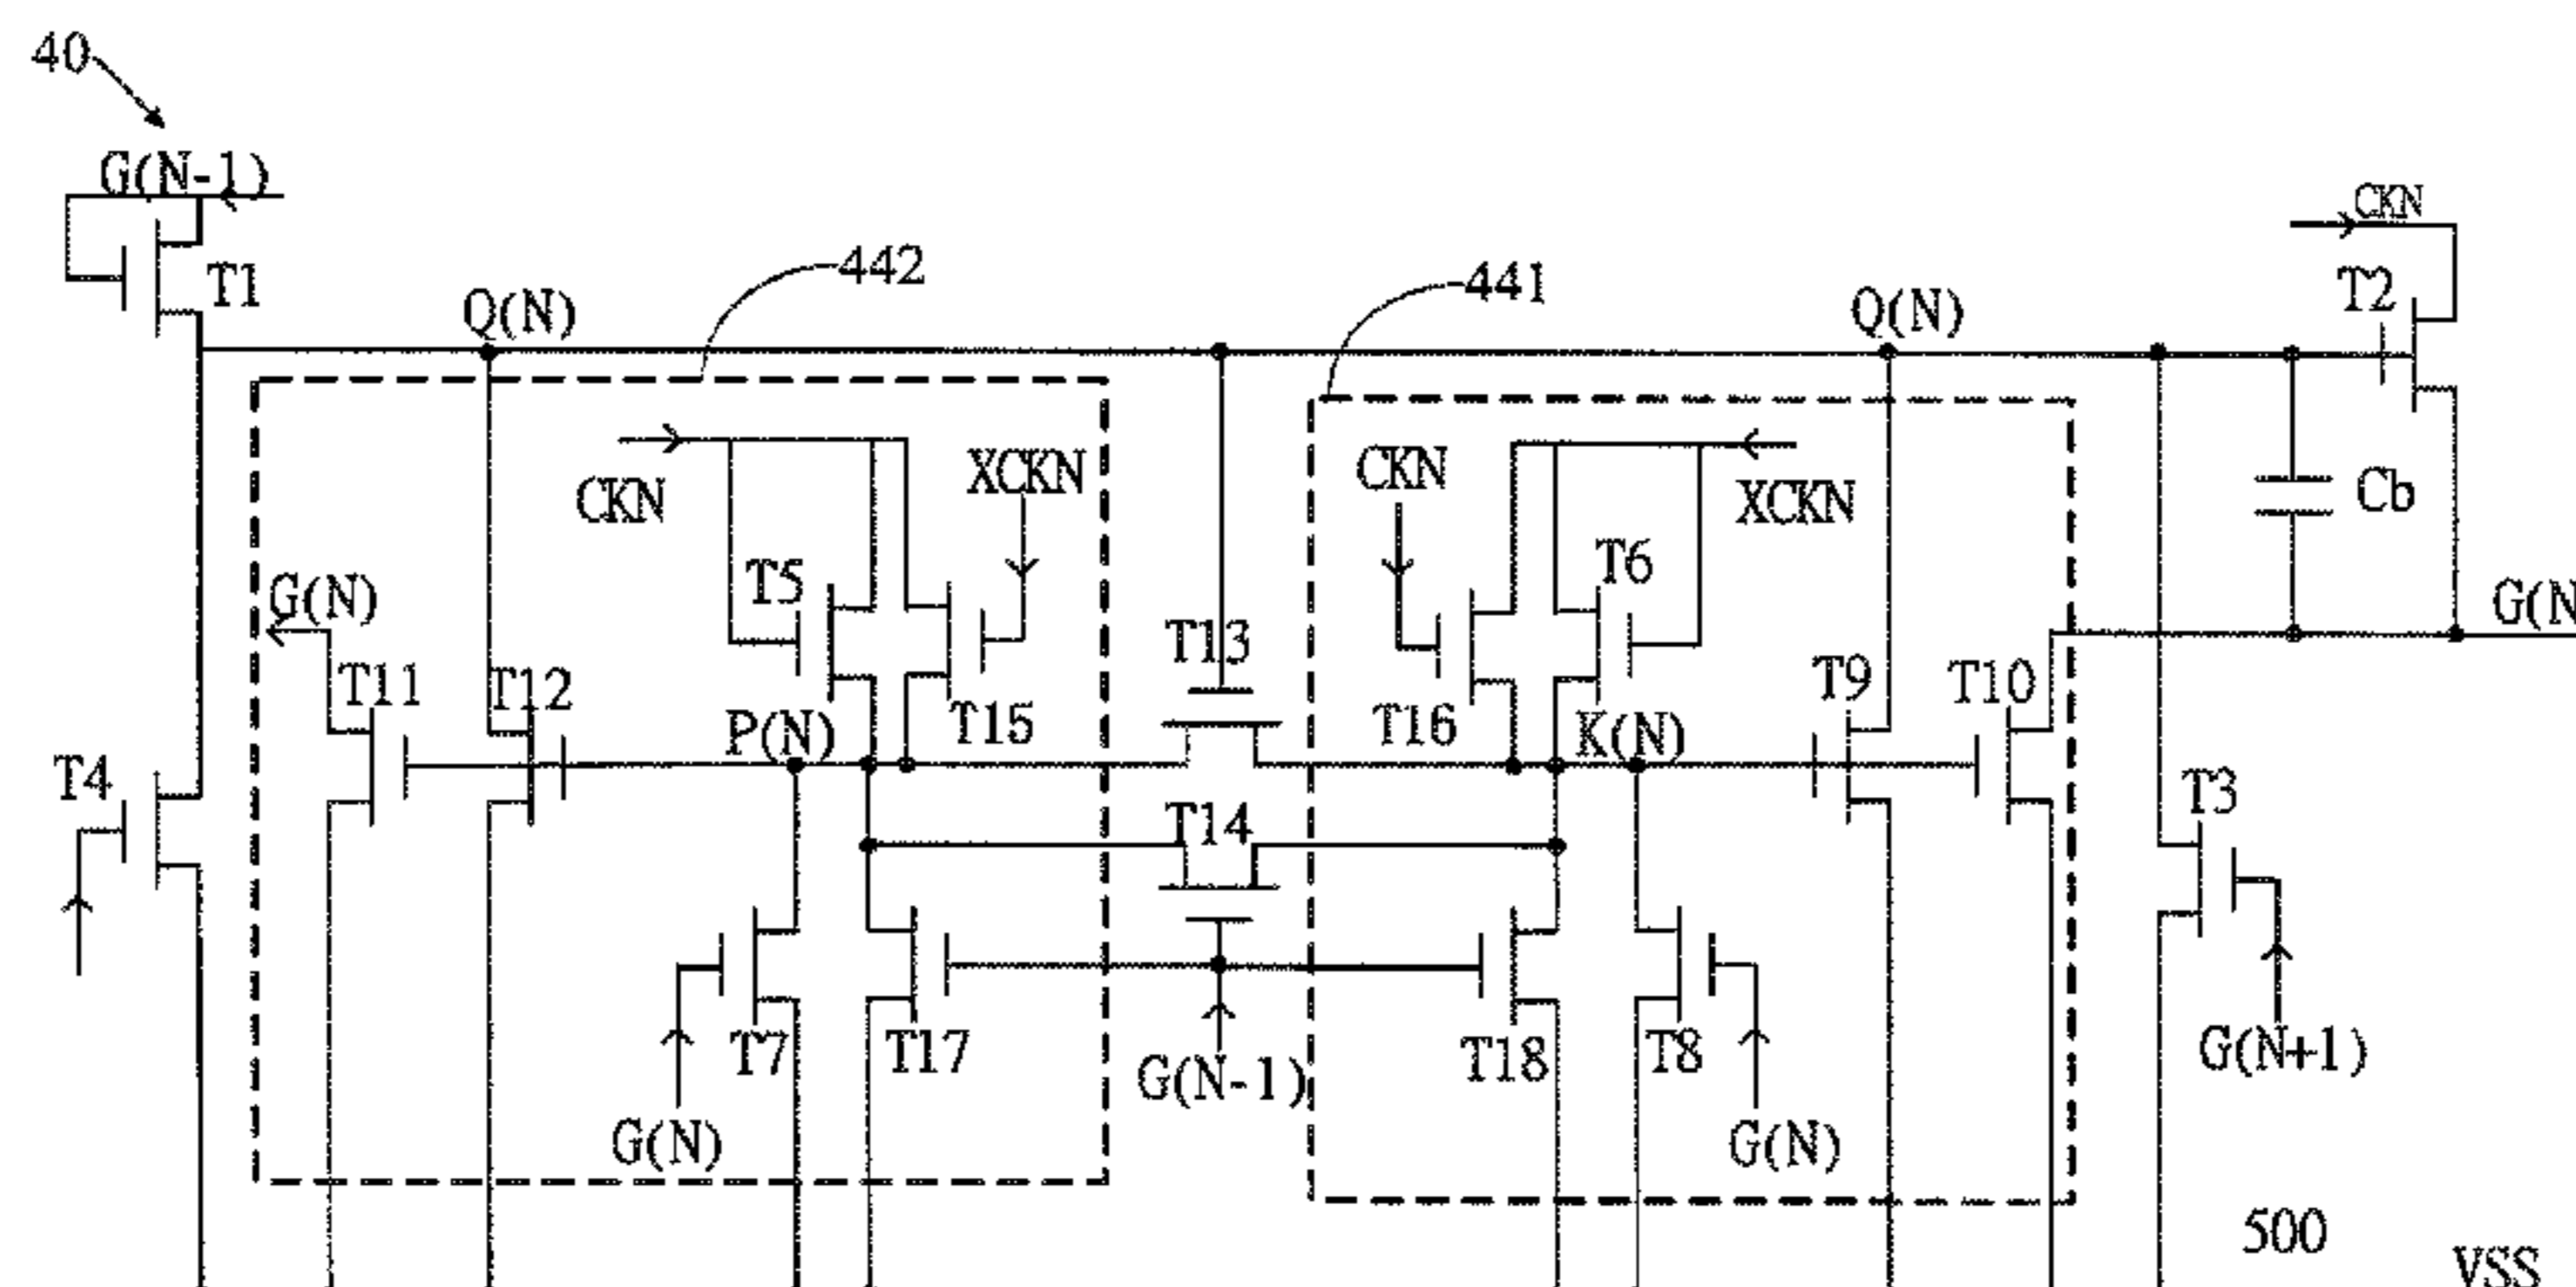 40
G(N-1)
CKN
T1
442
441
T2
Q(N)
Q(N)
CKN
XCKN
CKN
XCKN
Cb
T5
T6
G(N)
G(N
T13
T11
T12
T9
T10
P(N)
T15
T16
K(N)
T4
T14
T3
T7
T17
G(N-1)
T18
T8
G(N+1)
G(N)
G(N)
500
VSS